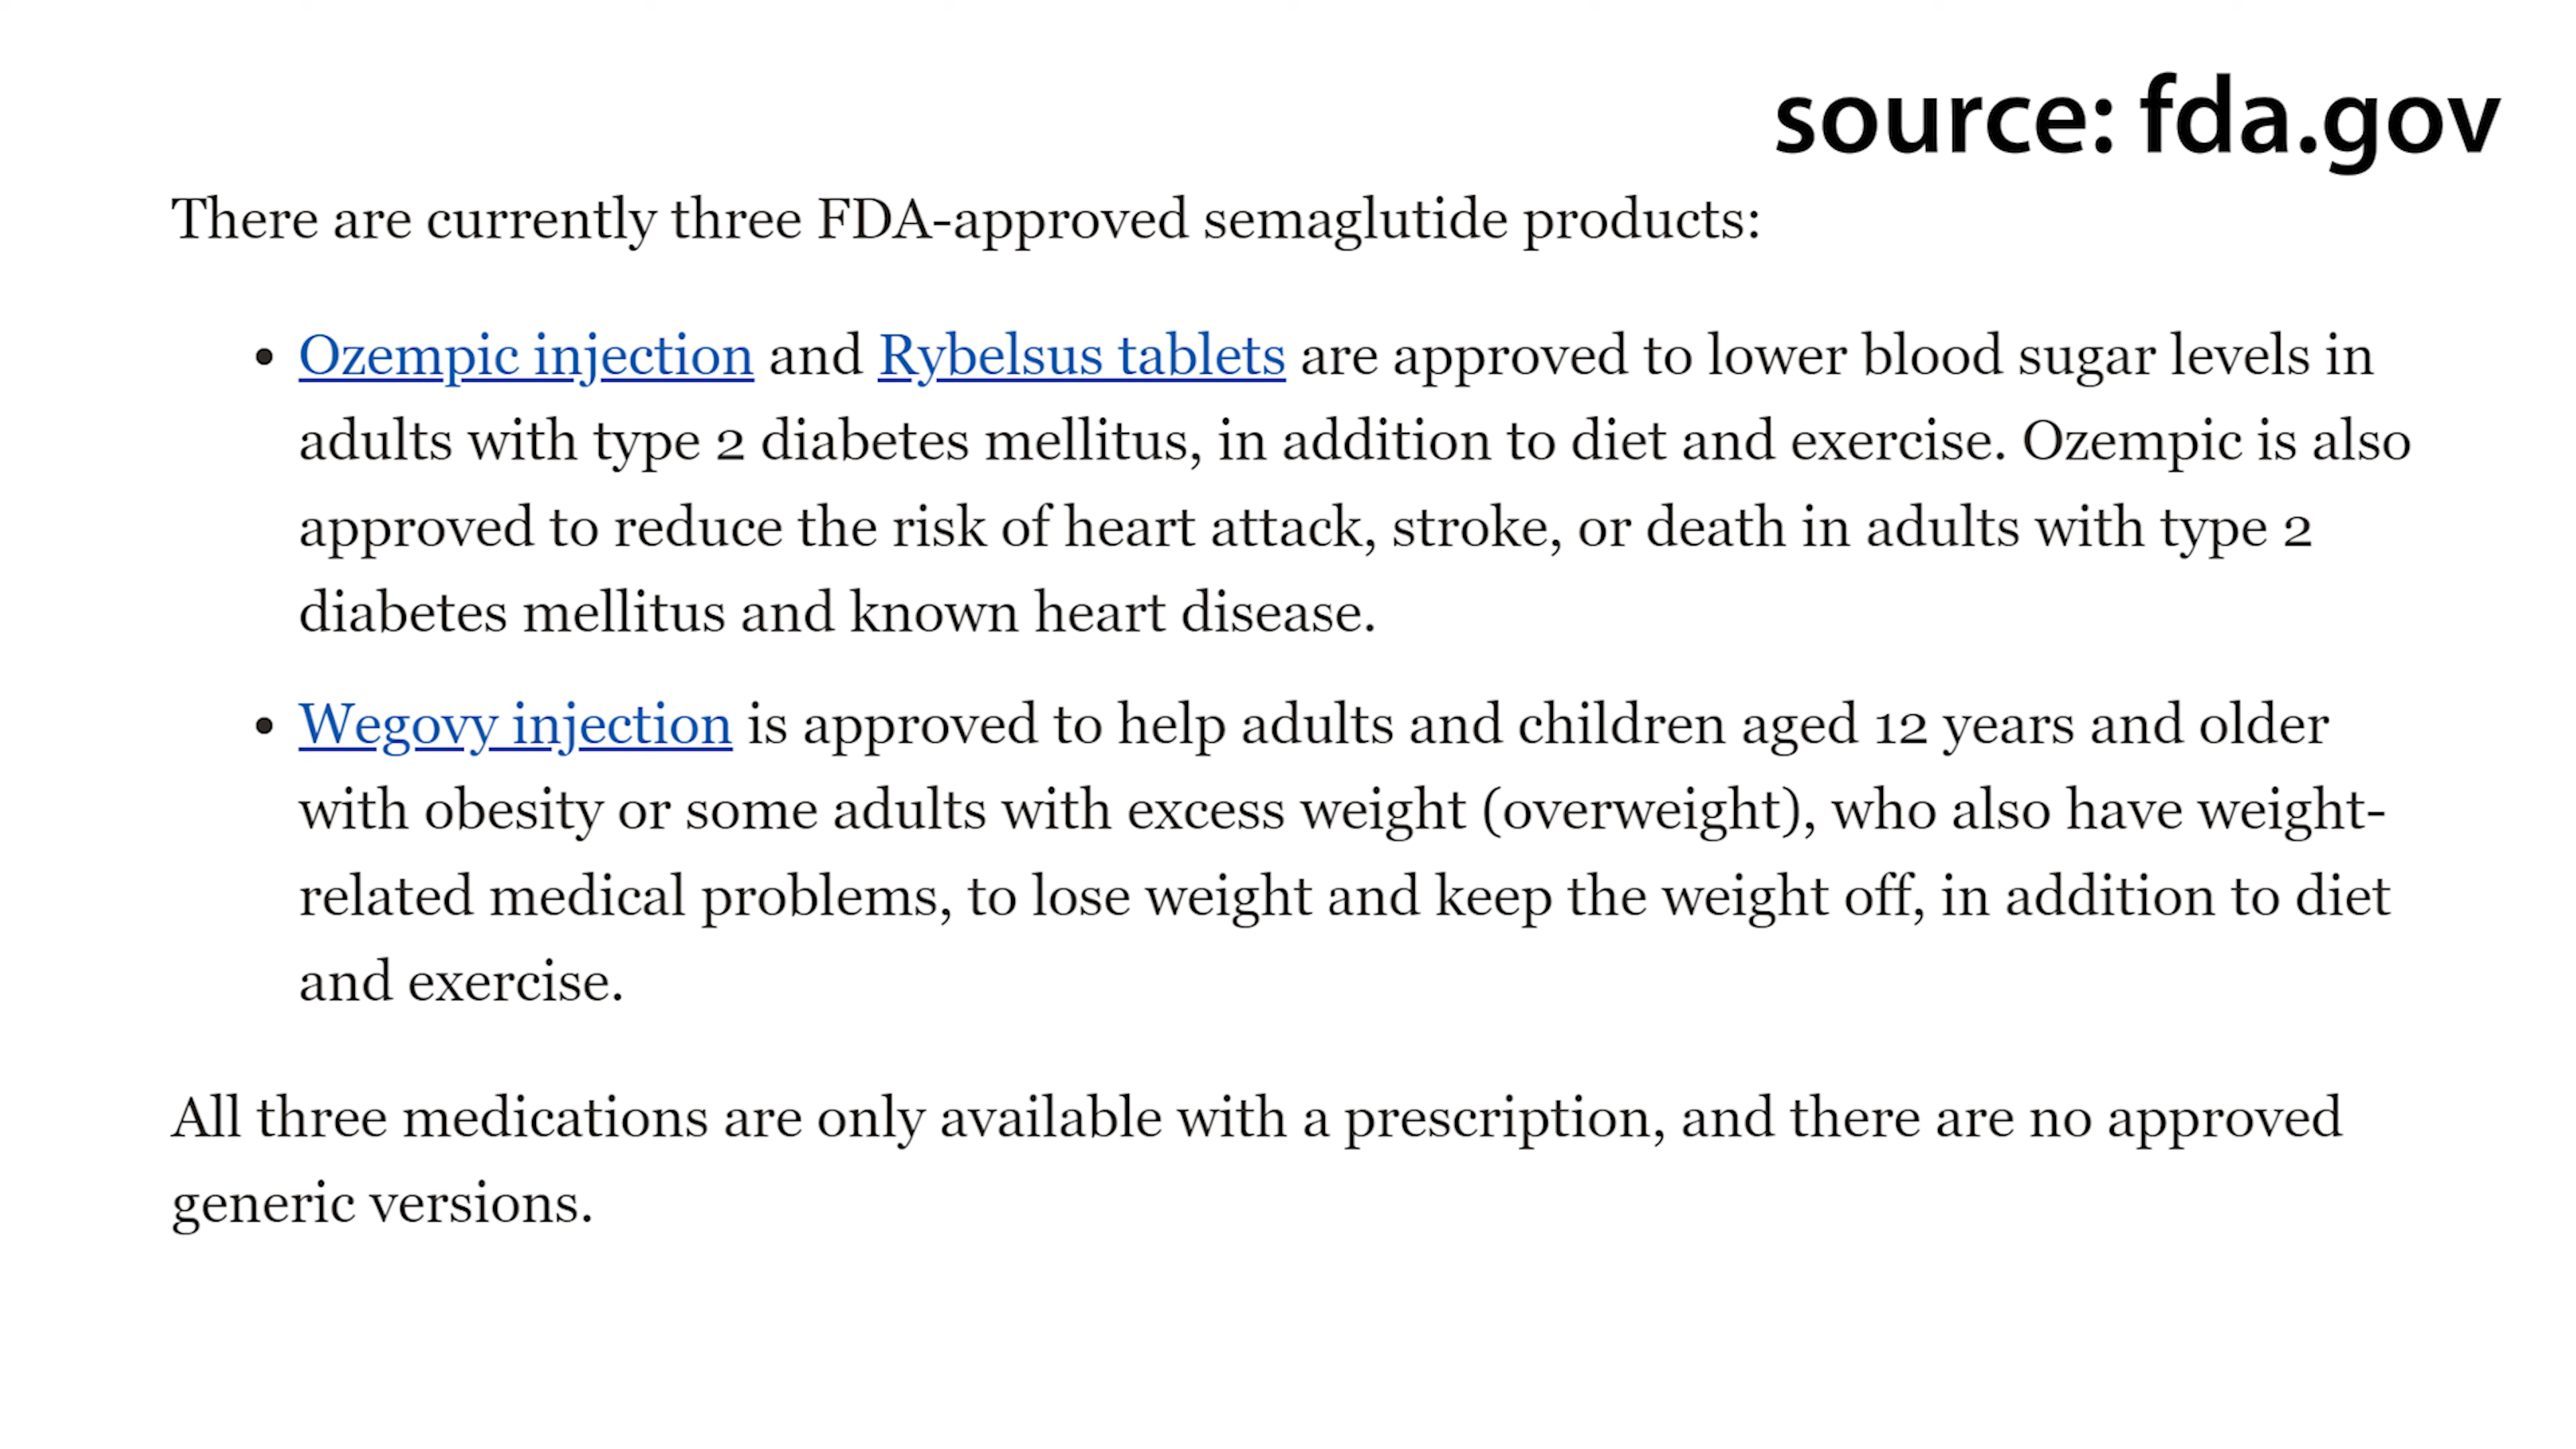 source: fda.gov
There are currently three FDA-approved semaglutide products:
• Ozempic injection and Rybelsus tablets are approved to lower blood sugar levels in
adults with type 2 diabetes mellitus, in addition to diet and exercise. Ozempic is also
approved to reduce the risk of heart attack, stroke, or death in adults with type 2
diabetes mellitus and known heart disease.
• Wegovy injection is approved to help adults and children aged 12 years and older
with obesity or some adults with excess weight (overweight), who also have weight-
related medical problems, to lose weight and keep the weight off, in addition to diet
and exercise.
All three medications are only available with a prescription, and there are no approved
generic versions.